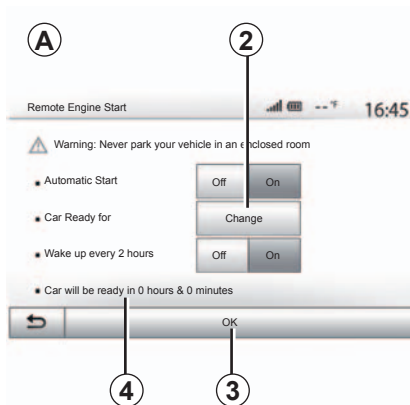 A
2
Remote Engine Start
--°F
16:45
Warning: Never park your vehicle in an enclosed room
Automatic Start
Off
On
Car Ready for
Change
Wake up every 2 hours
Off
On
Car will be ready in 0 hours & 0 minutes
OK
4
3